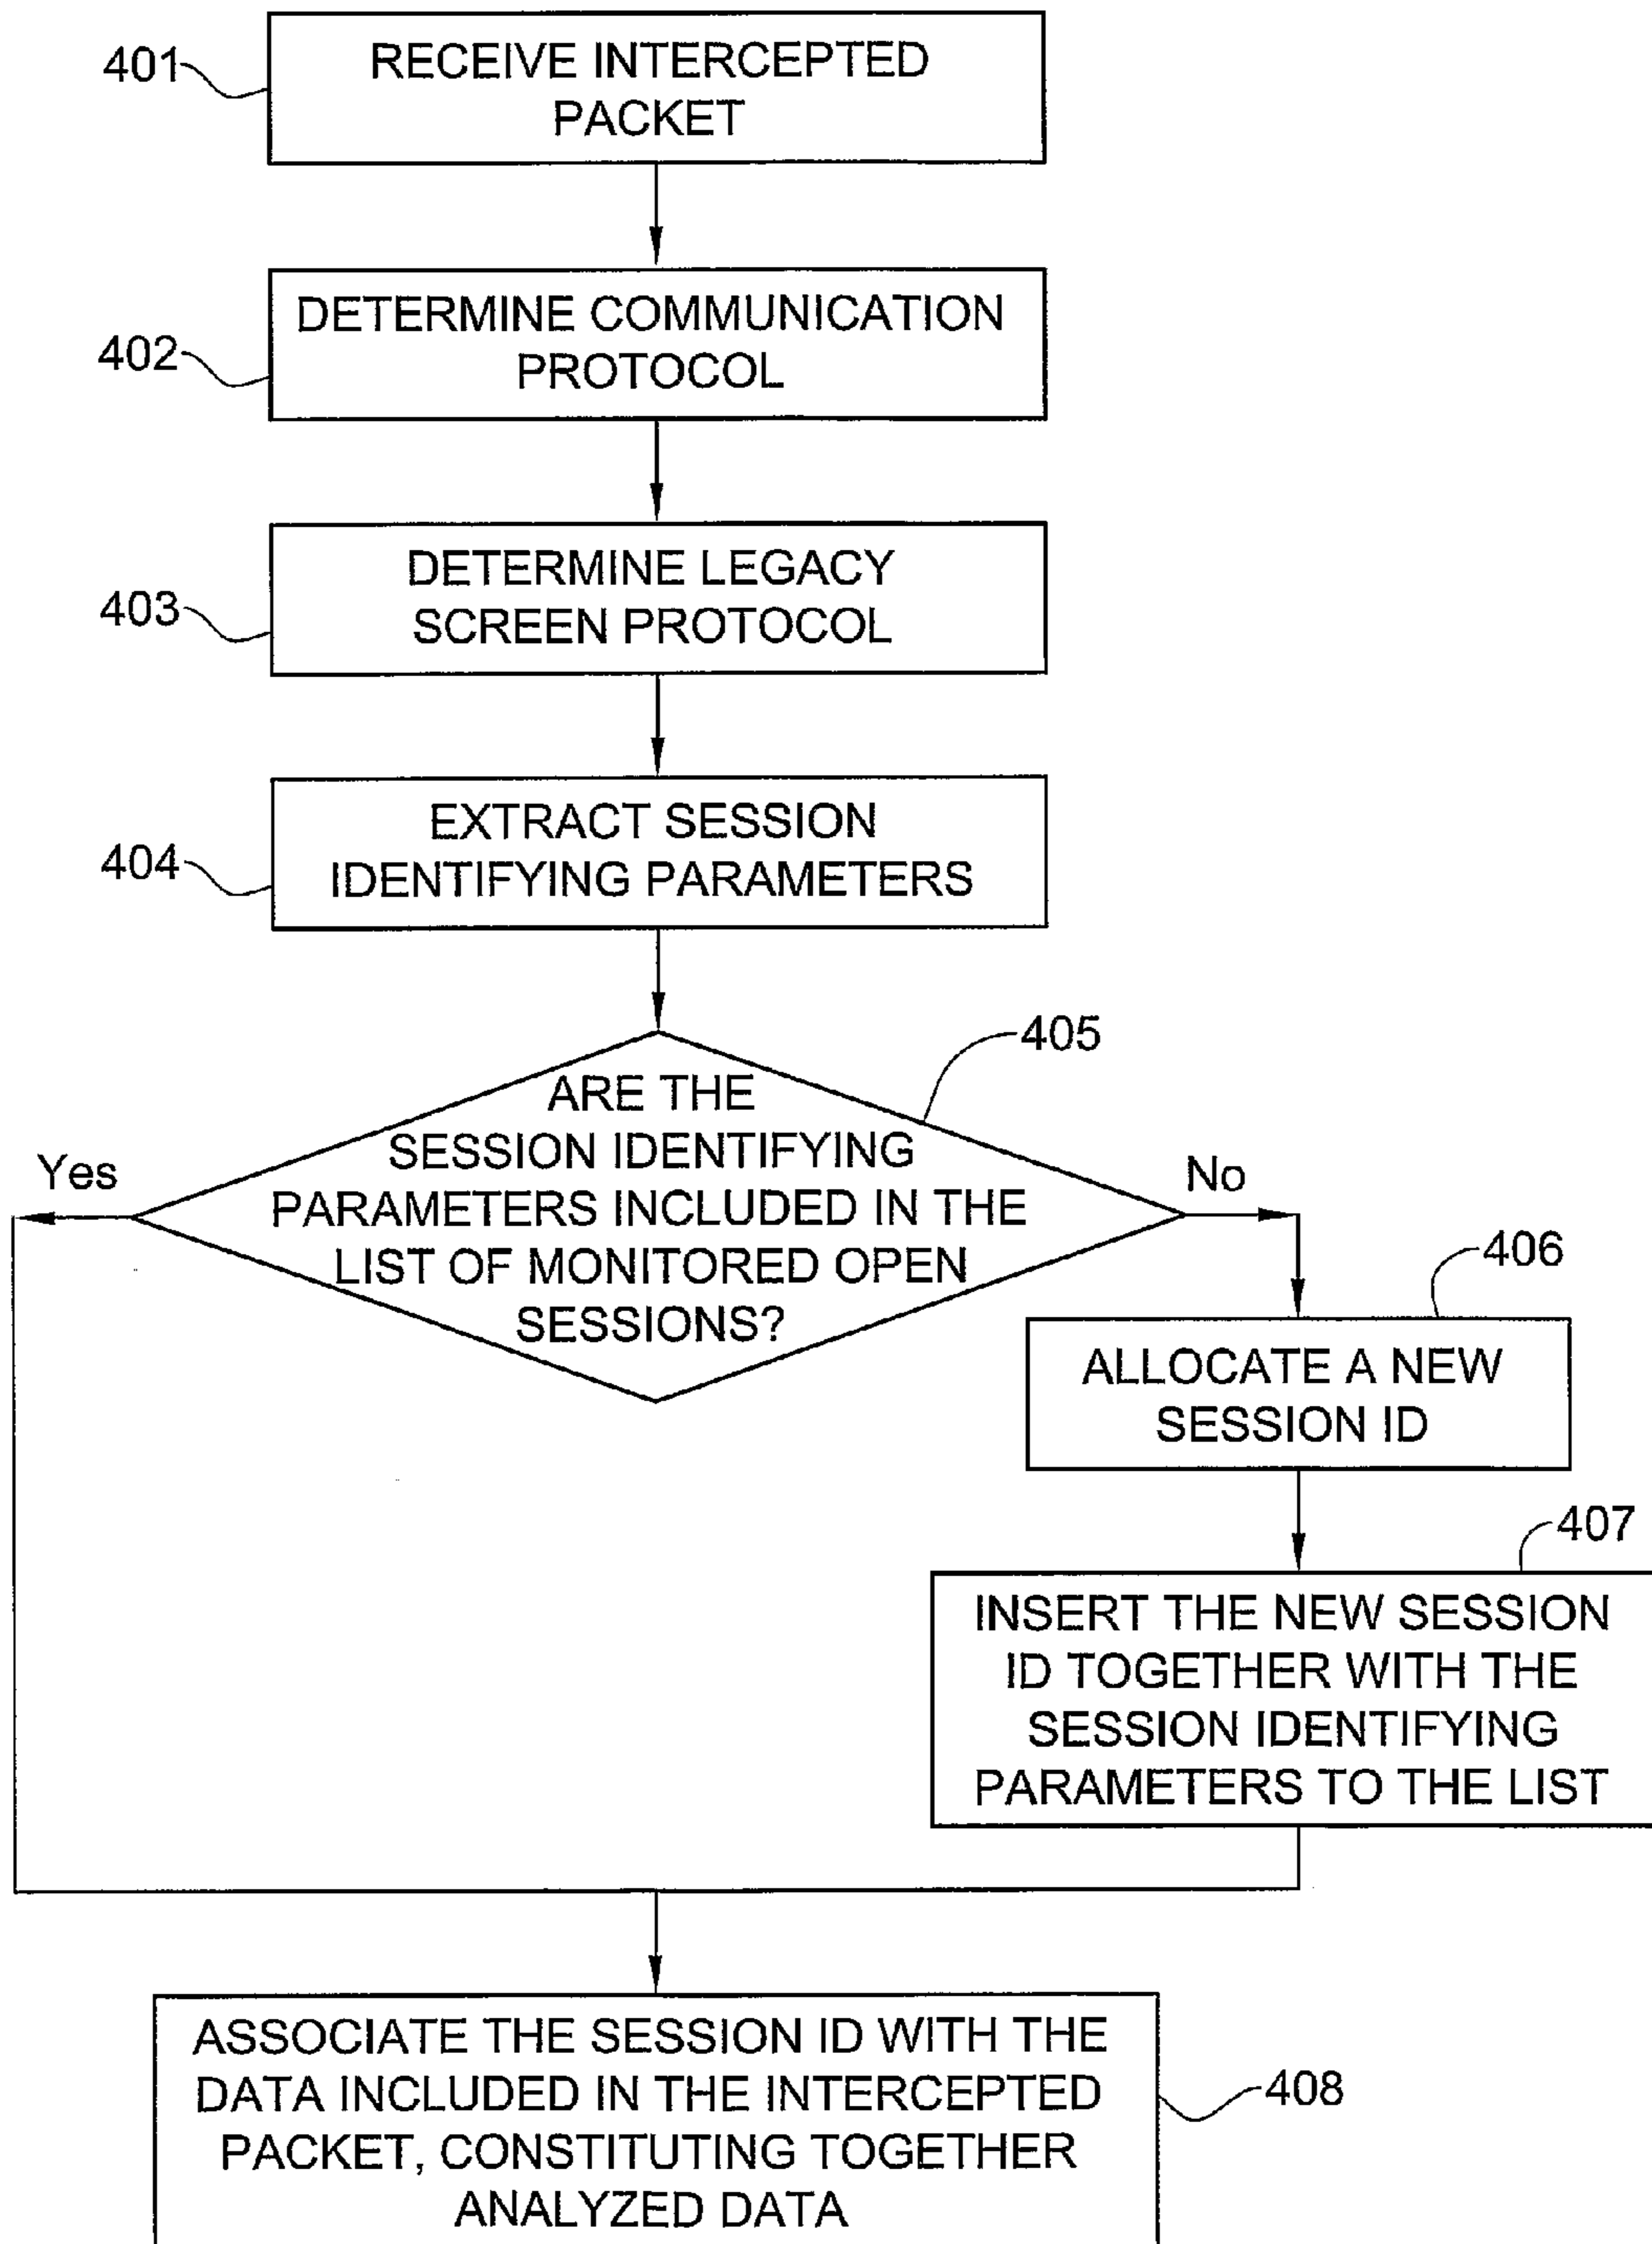 401
RECEIVE INTERCEPTED
PACKET
402
DETERMINE COMMUNICATION
PROTOCOL
403
DETERMINE LEGACY
SCREEN PROTOCOL
404
EXTRACT SESSION
IDENTIFYING PARAMETERS
405
ARE THE
SESSION IDENTIFYING
PARAMETERS INCLUDED IN THE
LIST OF MONITORED OPEN
SESSIONS?
Yes
No
406
ALLOCATE A NEW
SESSION ID
407
INSERT THE NEW SESSION
ID TOGETHER WITH THE
SESSION IDENTIFYING
PARAMETERS TO THE LIST
ASSOCIATE THE SESSION ID WITH THE
DATA INCLUDED IN THE INTERCEPTED
PACKET, CONSTITUTING TOGETHER
ANALYZED DATA
408